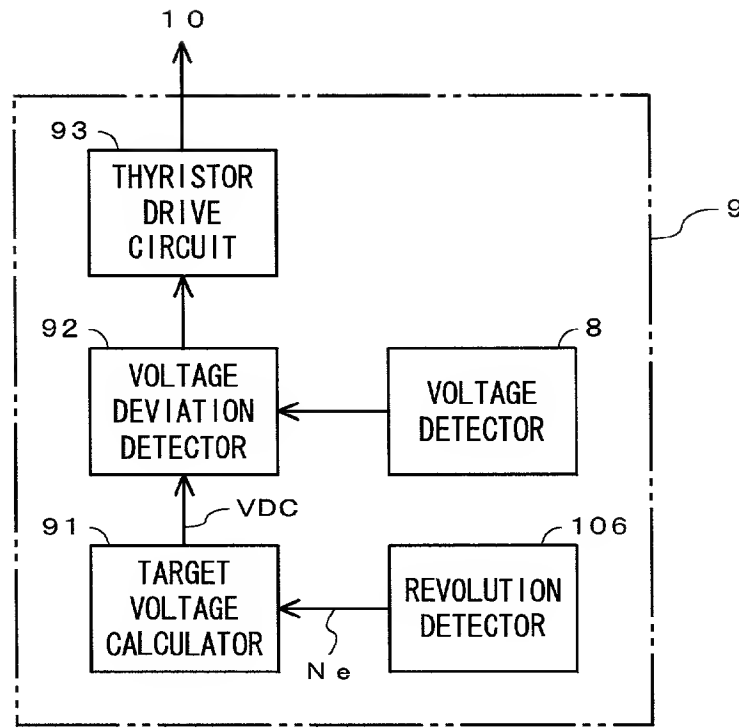 10
93
THYRISTOR
DRIVE
CIRCUIT
9
92
VOLTAGE
DEVIATION
DETECTOR
8
VOLTAGE
DETECTOR
VDC
91
TARGET
VOLTAGE
CALCULATOR
106
REVOLUTION
DETECTOR
Ne